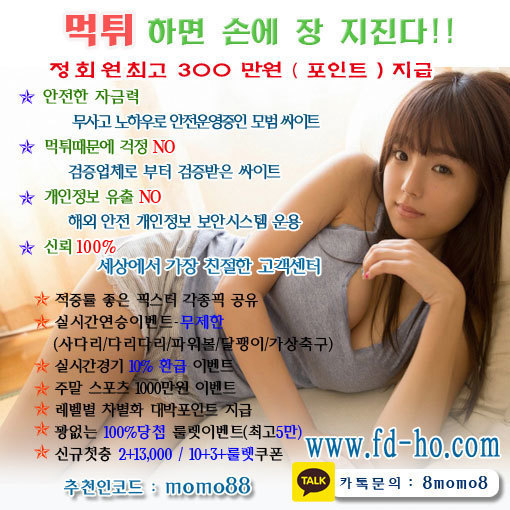 먹튀 하면 손에 장 지진다!!
정회원최고 300 만원 ( 포인트 ) 지급
안전한 자금력
무사고 노하우로 안전운영중인 모범 싸이트
먹튀때문에 걱정 NO
검증업체로 부터 검증받은 싸이트
개인정보 유출 NO
해외 안전 개인정보 보안시스템 운용
신뢰 100%
세상에서 가장 친절한 고객센터
적중률 좋은 픽스터 각종픽 공유
실시간연승이벤트-무제한
(사다리/다리다리/파워볼/달팽이/가상축구)
실시간경기 10% 환급 이벤트
주말 스포츠 1000만원 이벤트
레벨별 차별화 대박포인트 지급
꽝없는 100%당첨 룰렛이벤트(최고5만)
신규첫충 2+13,000 / 10+3+룰렛쿠폰
www.fd-ho.com
추천인코드 : momo88
TALK 카톡문의 : 8momo8